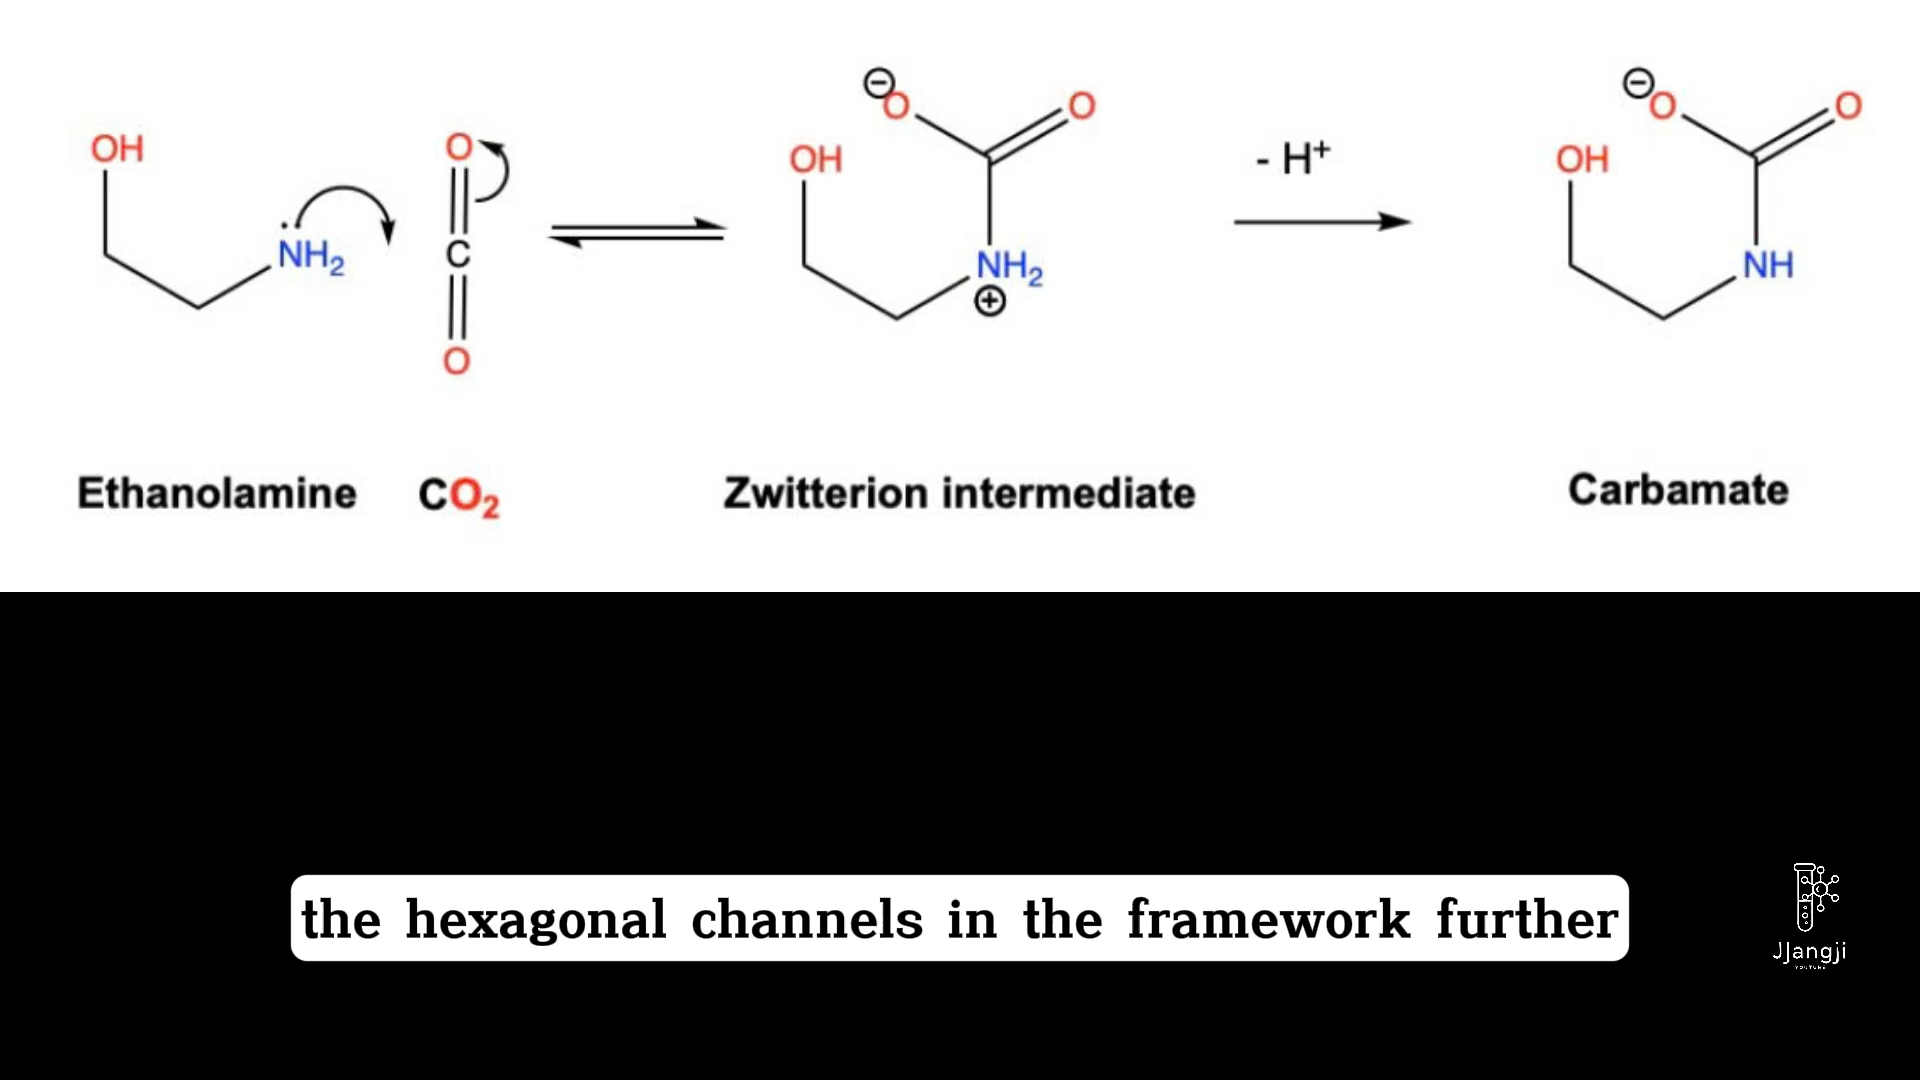 OH
NH2
O
C
O
OH
O
O
NH2
- H+
OH
O
O
NH
Ethanolamine
CO2
Zwitterion intermediate
Carbamate
the hexagonal channels in the framework further
JJangji
YOUTUBE